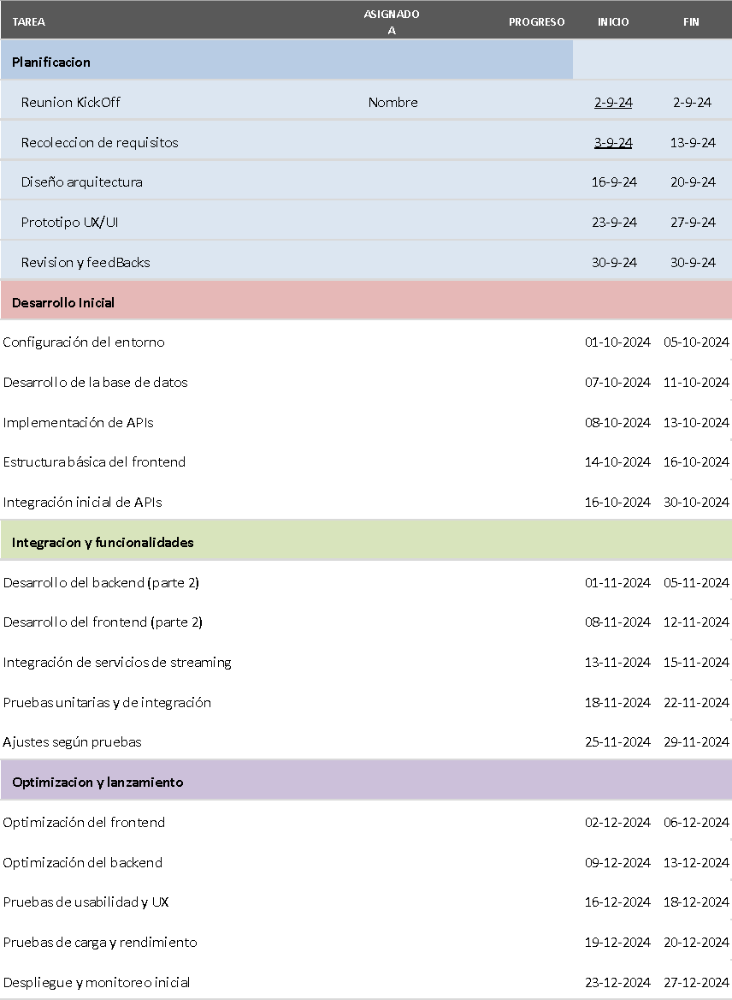 TAREA ASIGNADO A PROGRESO INICIO FIN
Planificacion
Reunion KickOff Nombre 2-9-24 2-9-24
Recoleccion de requisitos 3-9-24 13-9-24
Diseño arquitectura 16-9-24 20-9-24
Prototipo UX/UI 23-9-24 27-9-24
Revision y feedBacks 30-9-24 30-9-24
Desarrollo Inicial
Configuración del entorno 01-10-2024 05-10-2024
Desarrollo de la base de datos 07-10-2024 11-10-2024
Implementación de APIs 08-10-2024 13-10-2024
Estructura básica del frontend 14-10-2024 16-10-2024
Integración inicial de APIs 16-10-2024 30-10-2024
Integracion y funcionalidades
Desarrollo del backend (parte 2) 01-11-2024 05-11-2024
Desarrollo del frontend (parte 2) 08-11-2024 12-11-2024
Integración de servicios de streaming 13-11-2024 15-11-2024
Pruebas unitarias y de integración 18-11-2024 22-11-2024
Ajustes según pruebas 25-11-2024 29-11-2024
Optimizacion y lanzamiento
Optimización del frontend 02-12-2024 06-12-2024
Optimización del backend 09-12-2024 13-12-2024
Pruebas de usabilidad y UX 16-12-2024 18-12-2024
Pruebas de carga y rendimiento 19-12-2024 20-12-2024
Despliegue y monitoreo inicial 23-12-2024 27-12-2024